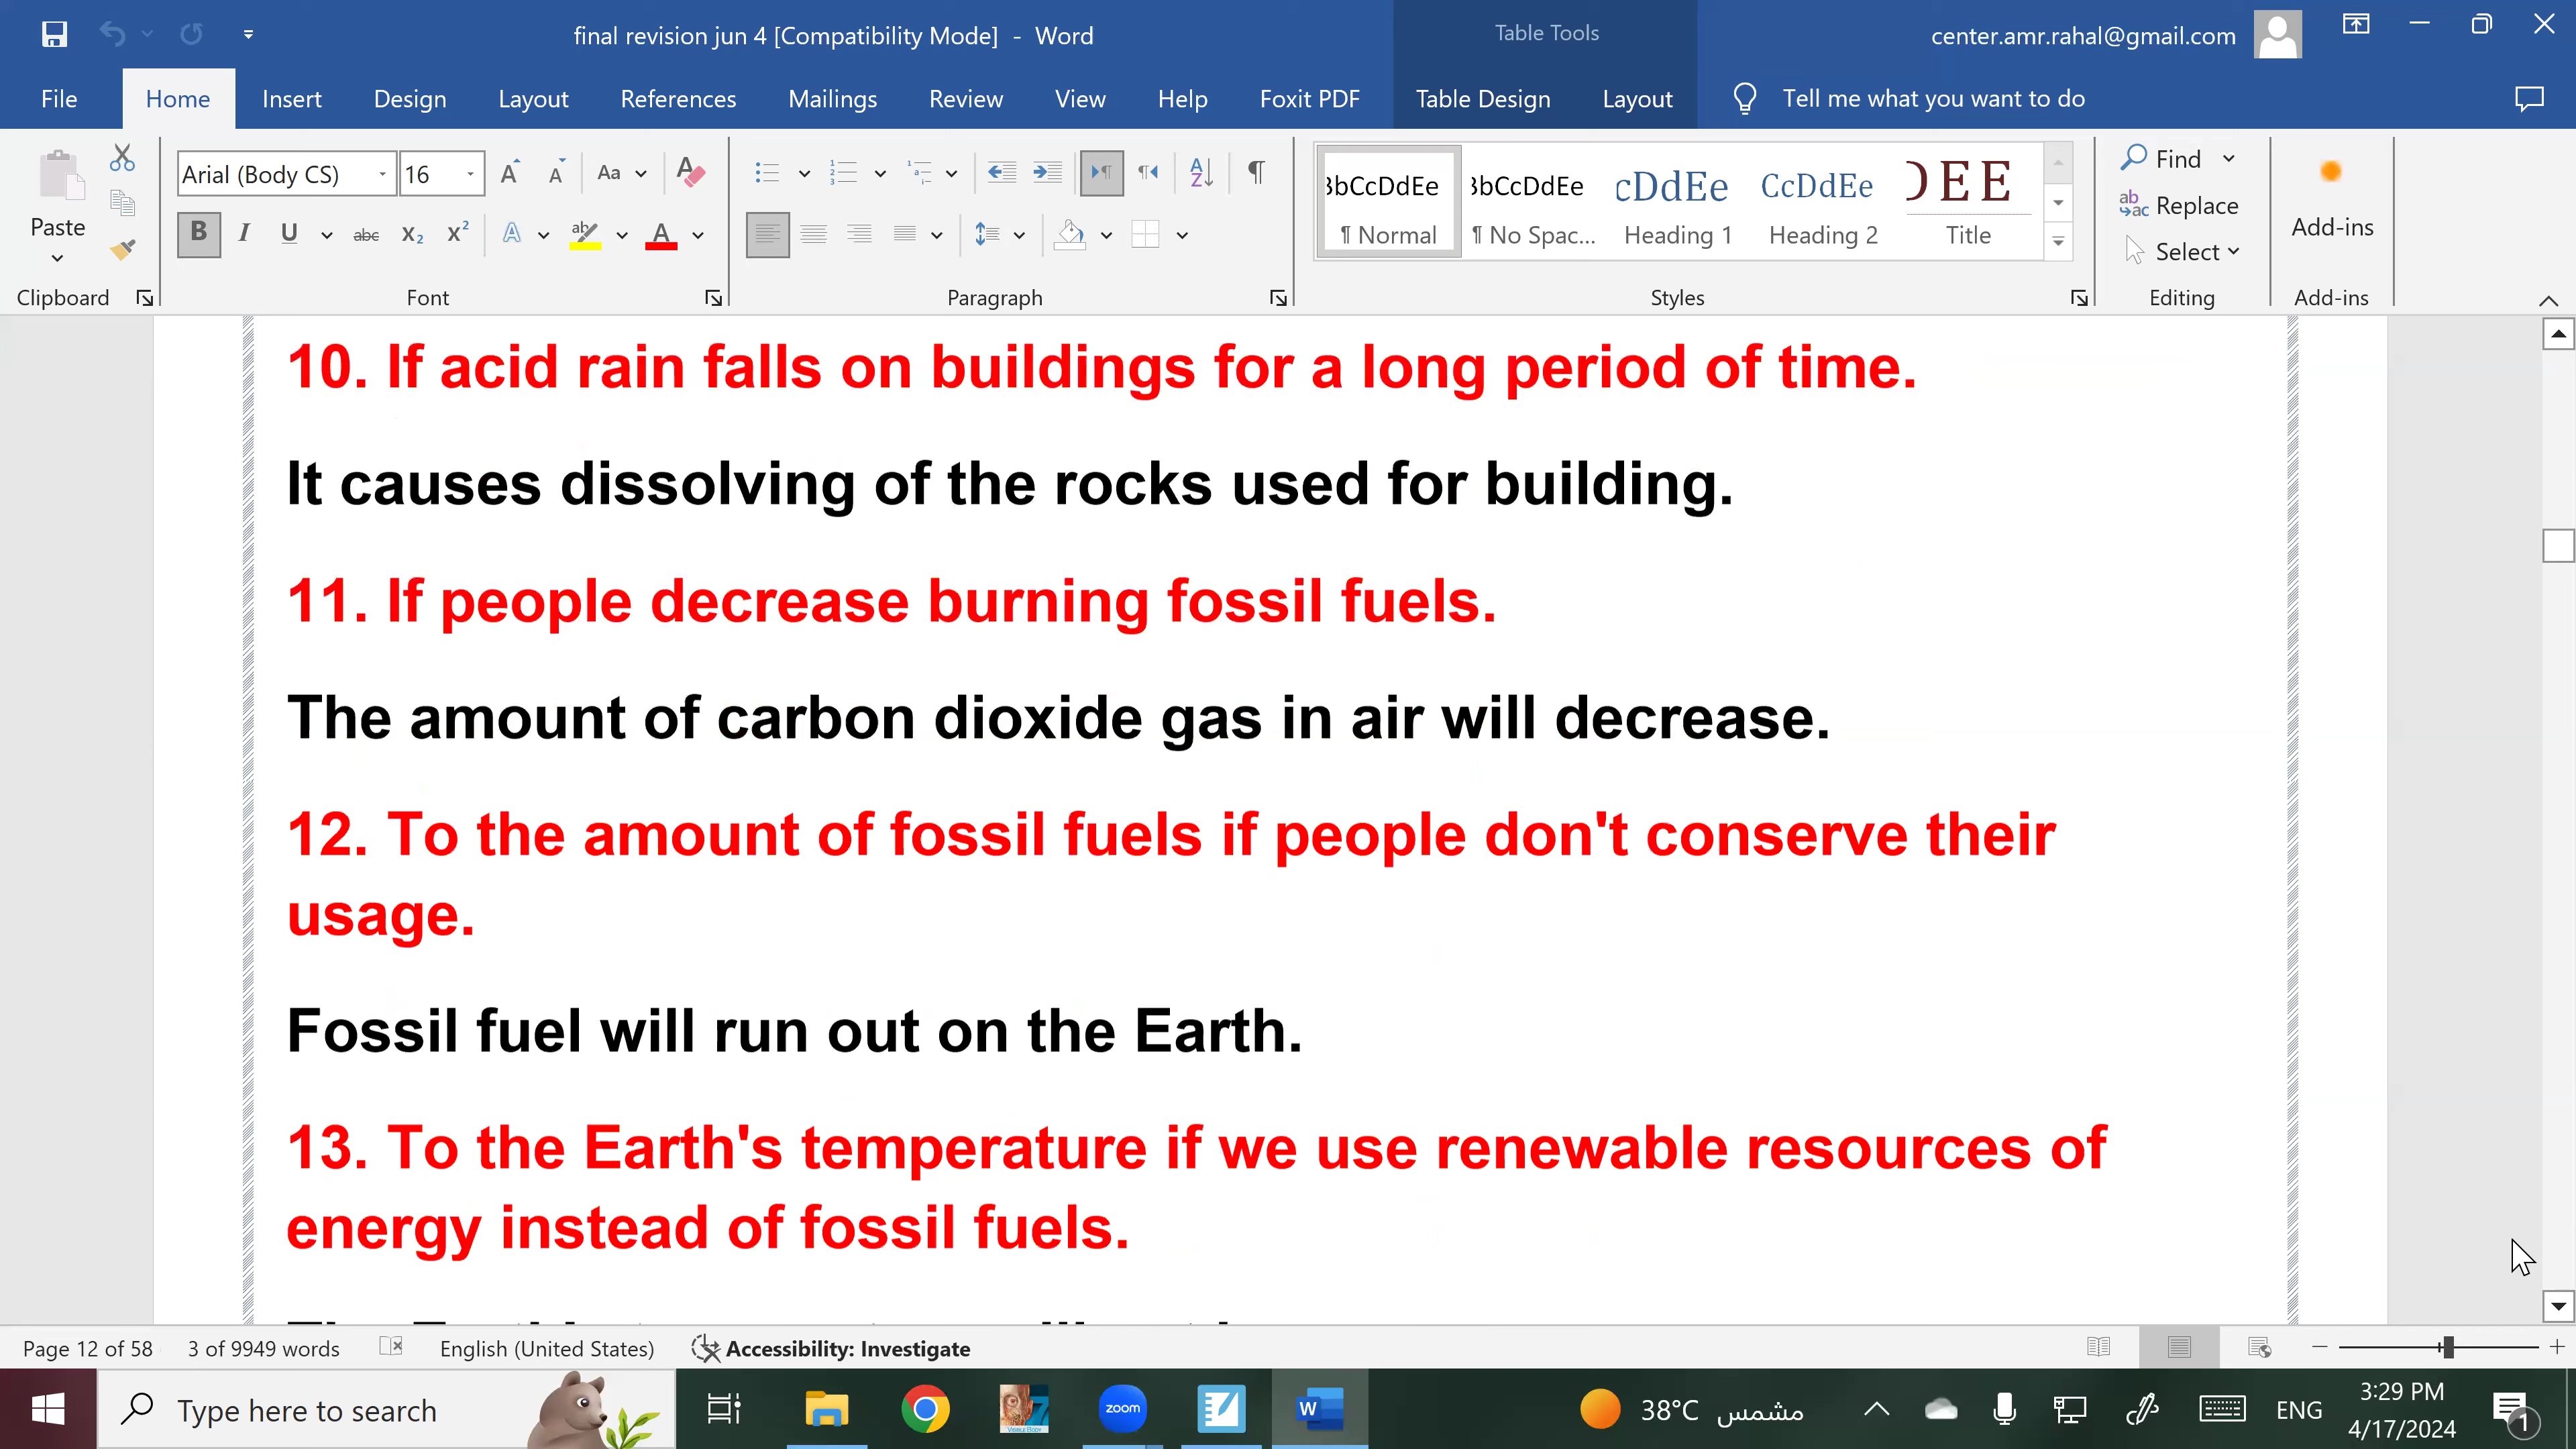 final revision jun 4 [Compatibility Mode] - Word
Table Tools
center.amr.rahal@gmail.com
File Home Insert Design Layout References Mailings Review View Help Foxit PDF Table Design Layout Tell me what you want to do
Paste
Clipboard
Arial (Body CS) 16
Font
Paragraph
¶ Normal
¶ No Spac...
Heading 1
Heading 2
Title
Styles
Find
Replace
Select
Editing
Add-ins
Add-ins
10. If acid rain falls on buildings for a long period of time.
It causes dissolving of the rocks used for building.
11. If people decrease burning fossil fuels.
The amount of carbon dioxide gas in air will decrease.
12. To the amount of fossil fuels if people don't conserve their
usage.
Fossil fuel will run out on the Earth.
13. To the Earth's temperature if we use renewable resources of
energy instead of fossil fuels.
Page 12 of 58 3 of 9949 words English (United States) Accessibility: Investigate
Type here to search
zoom
38°C مشمس
ENG
3:29 PM
4/17/2024
1